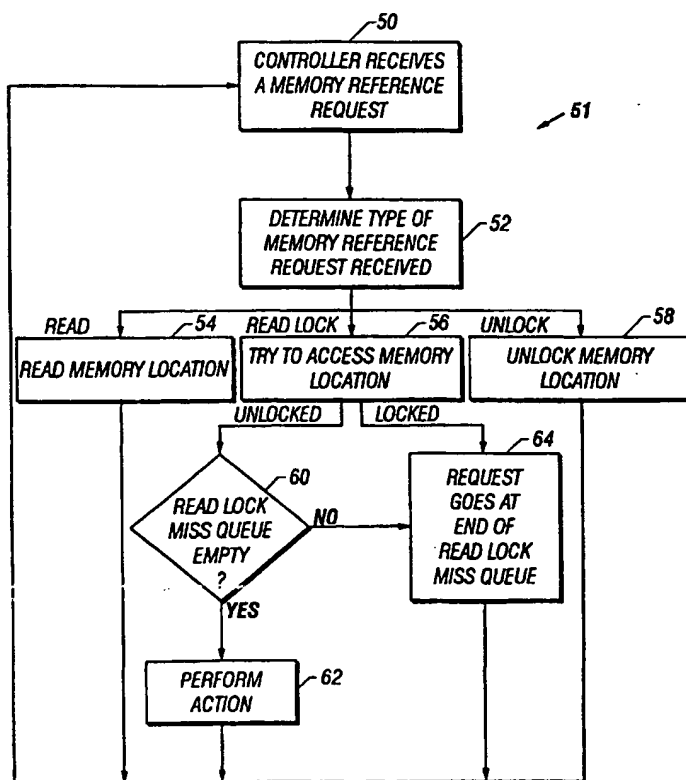 50
CONTROLLER RECEIVES
A MEMORY REFERENCE
REQUEST
51
DETERMINE TYPE OF
MEMORY REFERENCE
REQUEST RECEIVED
52
READ
54
READ LOCK
56
UNLOCK
58
READ MEMORY LOCATION
TRY TO ACCESS MEMORY
LOCATION
UNLOCK MEMORY
LOCATION
UNLOCKED
LOCKED
64
60
READ LOCK
MISS QUEUE
EMPTY
?
NO
YES
REQUEST
GOES AT
END OF
READ LOCK
MISS QUEUE
PERFORM
ACTION
62